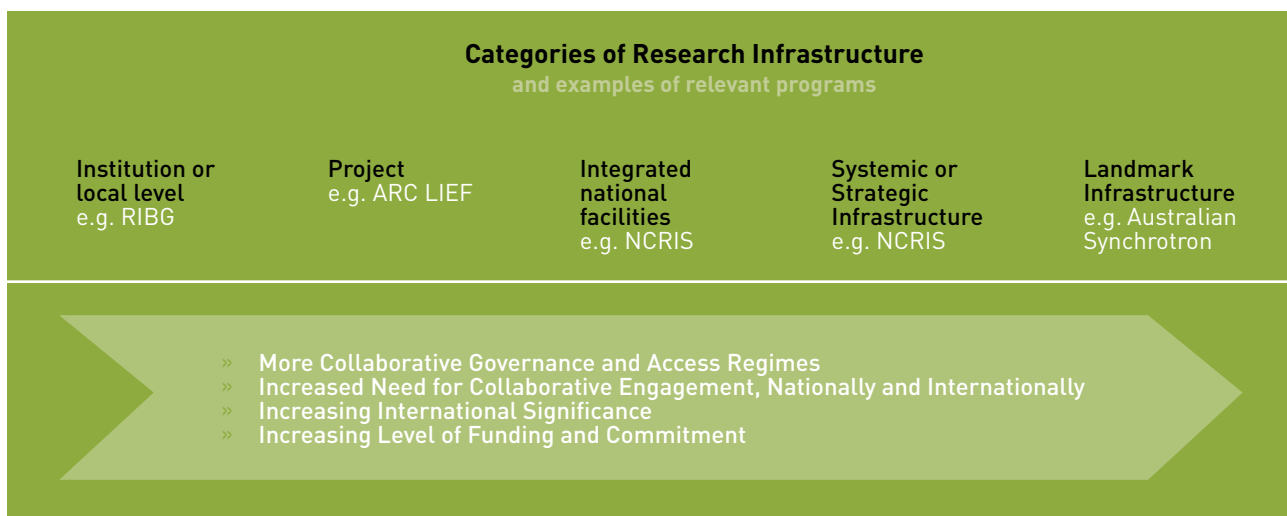 Categories of Research Infrastructure
and examples of relevant programs
Institution or
local level
e.g. RIBG
Project
e.g. ARC LIEF
Integrated
national
facilities
e.g. NCRIS
Systemic or
Strategic
Infrastructure
e.g. NCRIS
Landmark
Infrastructure
e.g. Australian
Synchrotron
» More Collaborative Governance and Access Regimes
» Increased Need for Collaborative Engagement, Nationally and Internationally
» Increasing International Significance
» Increasing Level of Funding and Commitment